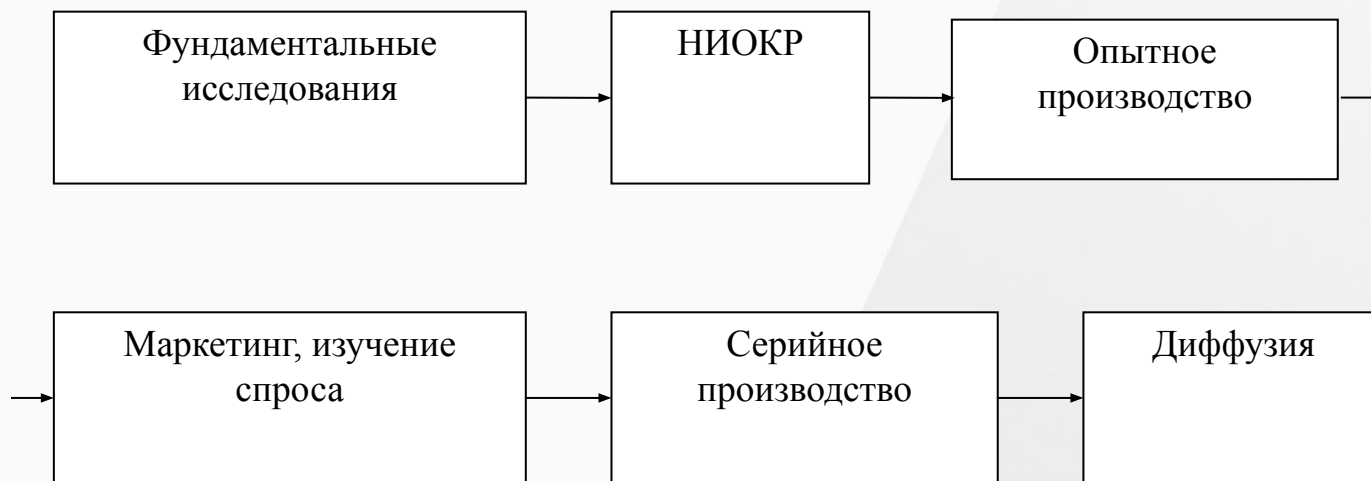 Фундаментальные
исследования
НИОКР
Опытное
производство
Маркетинг, изучение
спроса
Серийное
производство
Диффузия